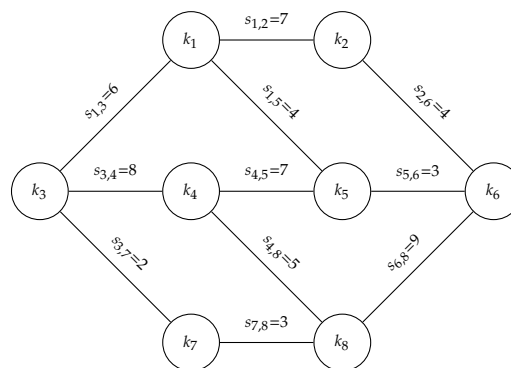 k1
s1,2=7
k2
s1,3=6
s1,5=4
s2,6=4
k3
s3,4=8
k4
s4,5=7
k5
s5,6=3
k6
s3,7=2
s4,8=5
s6,8=9
k7
s7,8=3
k8